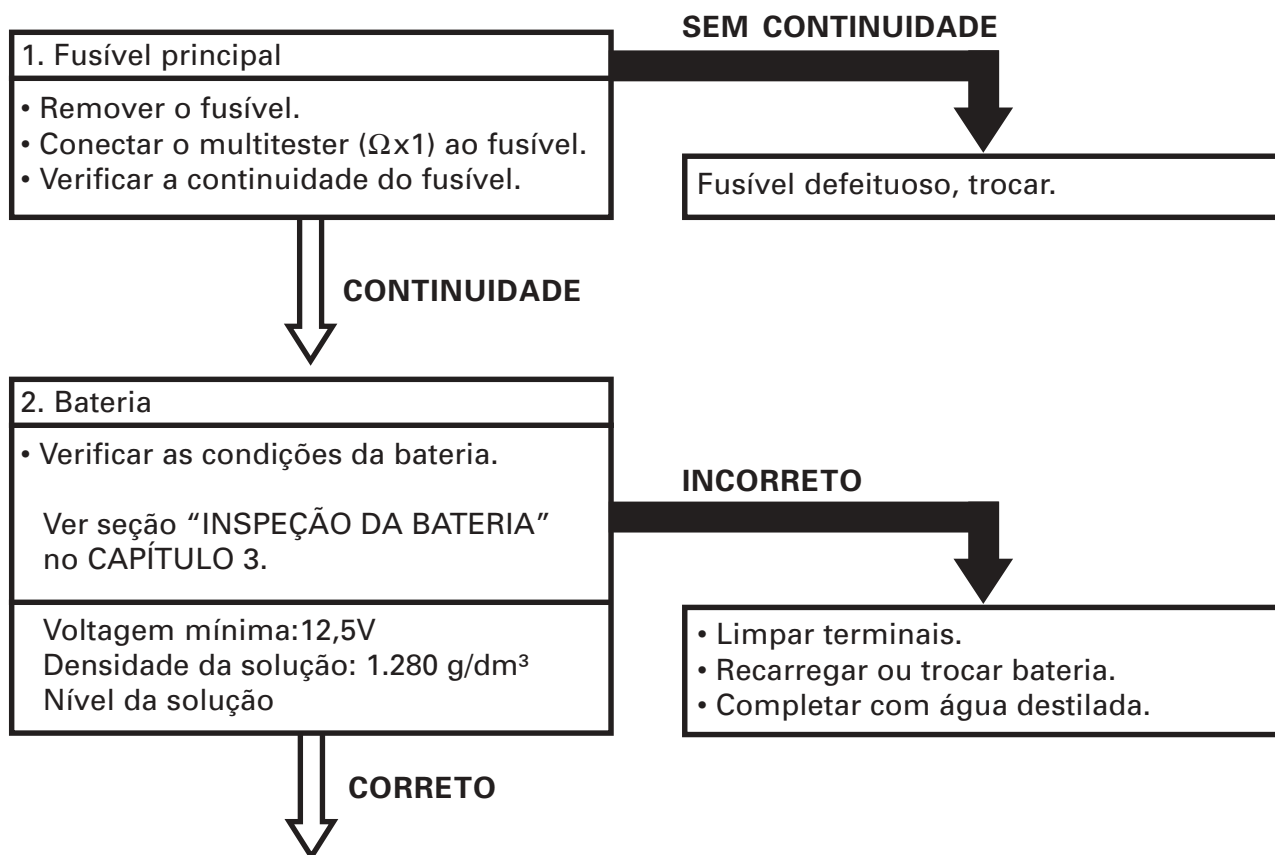 SEM CONTINUIDADE
1. Fusível principal
• Remover o fusível.
• Conectar o multitester (Ωx1) ao fusível.
• Verificar a continuidade do fusível.
Fusível defeituoso, trocar.
CONTINUIDADE
2. Bateria
• Verificar as condições da bateria.
Ver seção “INSPEÇÃO DA BATERIA”
no CAPÍTULO 3.
INCORRETO
Voltagem mínima:12,5V
Densidade da solução: 1.280 g/dm³
Nível da solução
• Limpar terminais.
• Recarregar ou trocar bateria.
• Completar com água destilada.
CORRETO